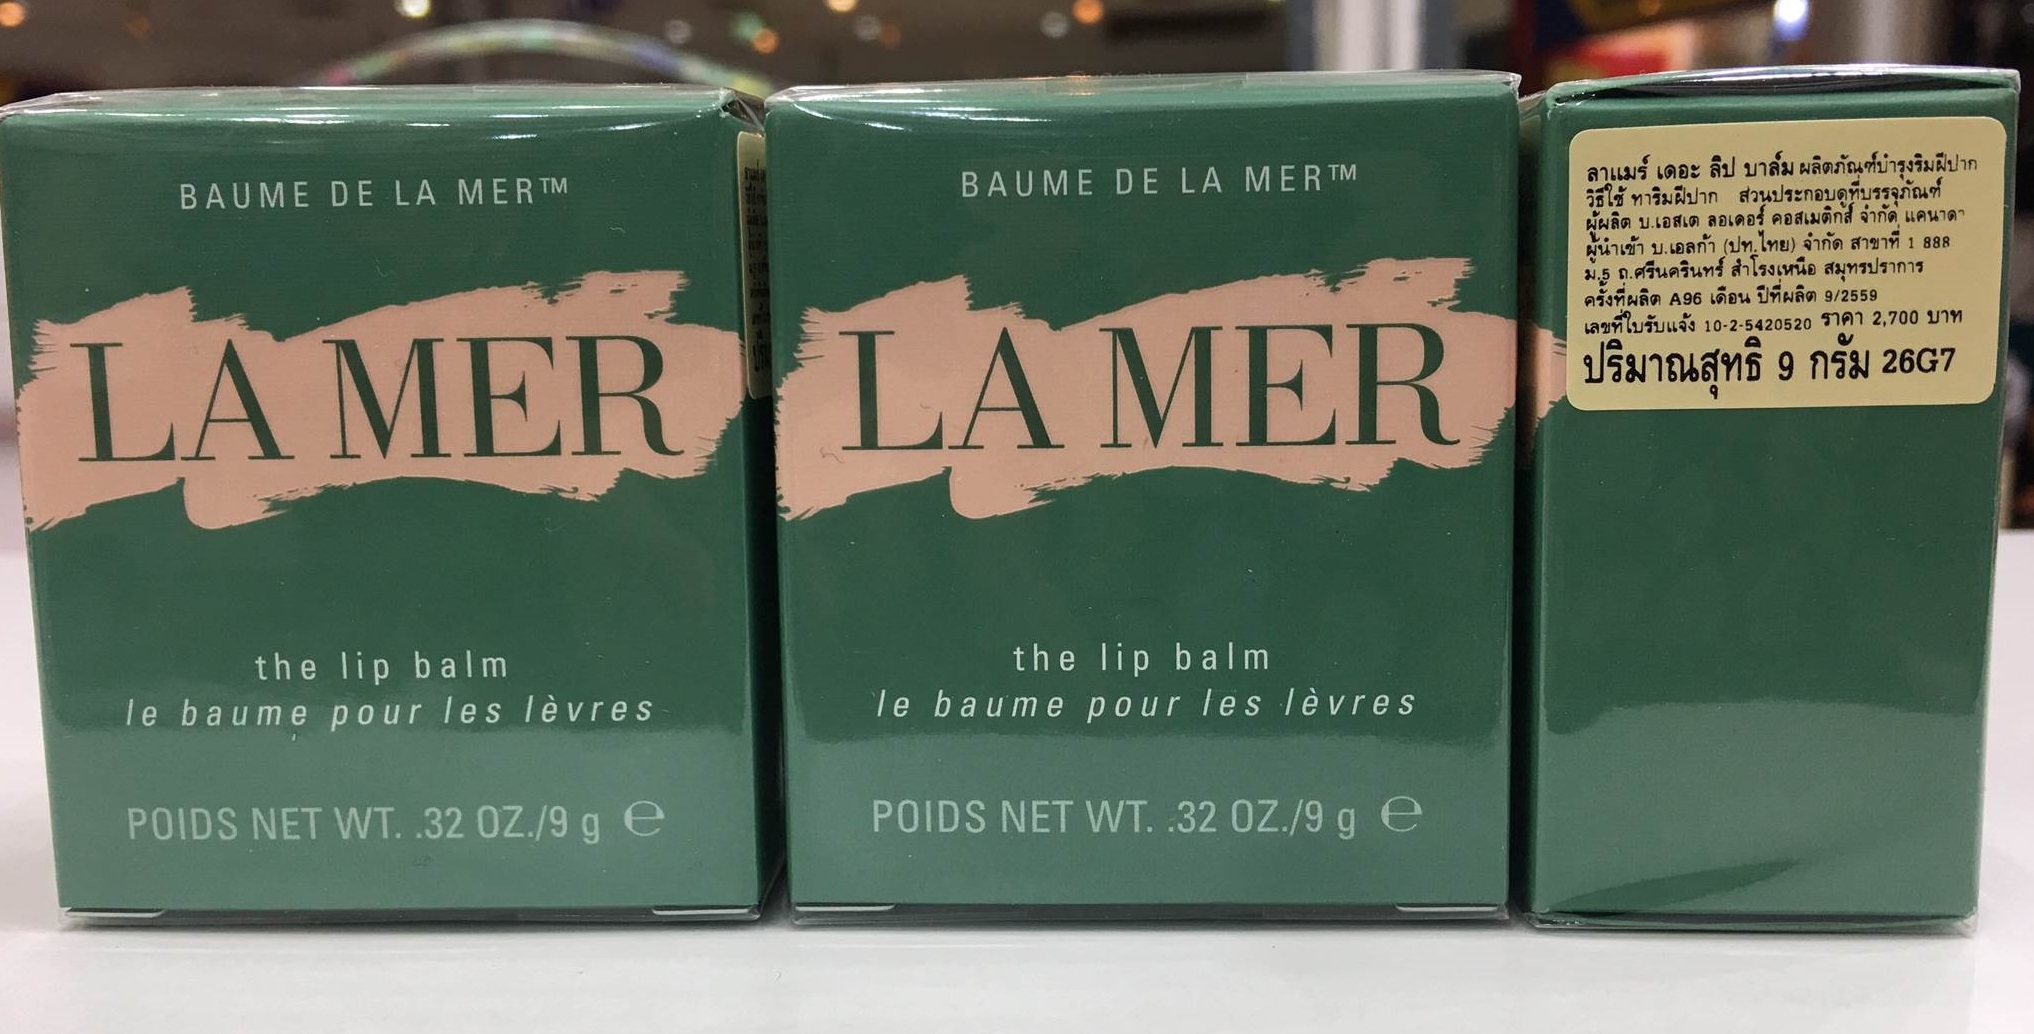 BAUME DE LA MER™
LA MER
the lip balm
le baume pour les lèvres
POIDS NET WT. .32 OZ./9 g ℮
BAUME DE LA MER™
LA MER
the lip balm
le baume pour les lèvres
POIDS NET WT. .32 OZ./9 g ℮
ลาแมร์ เดอะ ลิป บาล์ม ผลิตภัณฑ์บำรุงริมฝีปาก
วิธีใช้ ทาริมฝีปาก ส่วนประกอบดูที่บรรจุภัณฑ์
ผู้ผลิต บ.เอสเต ลอเดอร์ คอสเมติกส์ จำกัด แคนาดา
ผู้นำเข้า บ.เอลก้า (ปท.ไทย) จำกัด สาขาที่ 1 888
ม.5 ถ.ศรีนครินทร์ สำโรงเหนือ สมุทรปราการ
ครั้งที่ผลิต A96 เดือน ปีที่ผลิต 9/2559
เลขที่ใบรับแจ้ง 10-2-5420520 ราคา 2,700 บาท
ปริมาณสุทธิ 9 กรัม 26G7